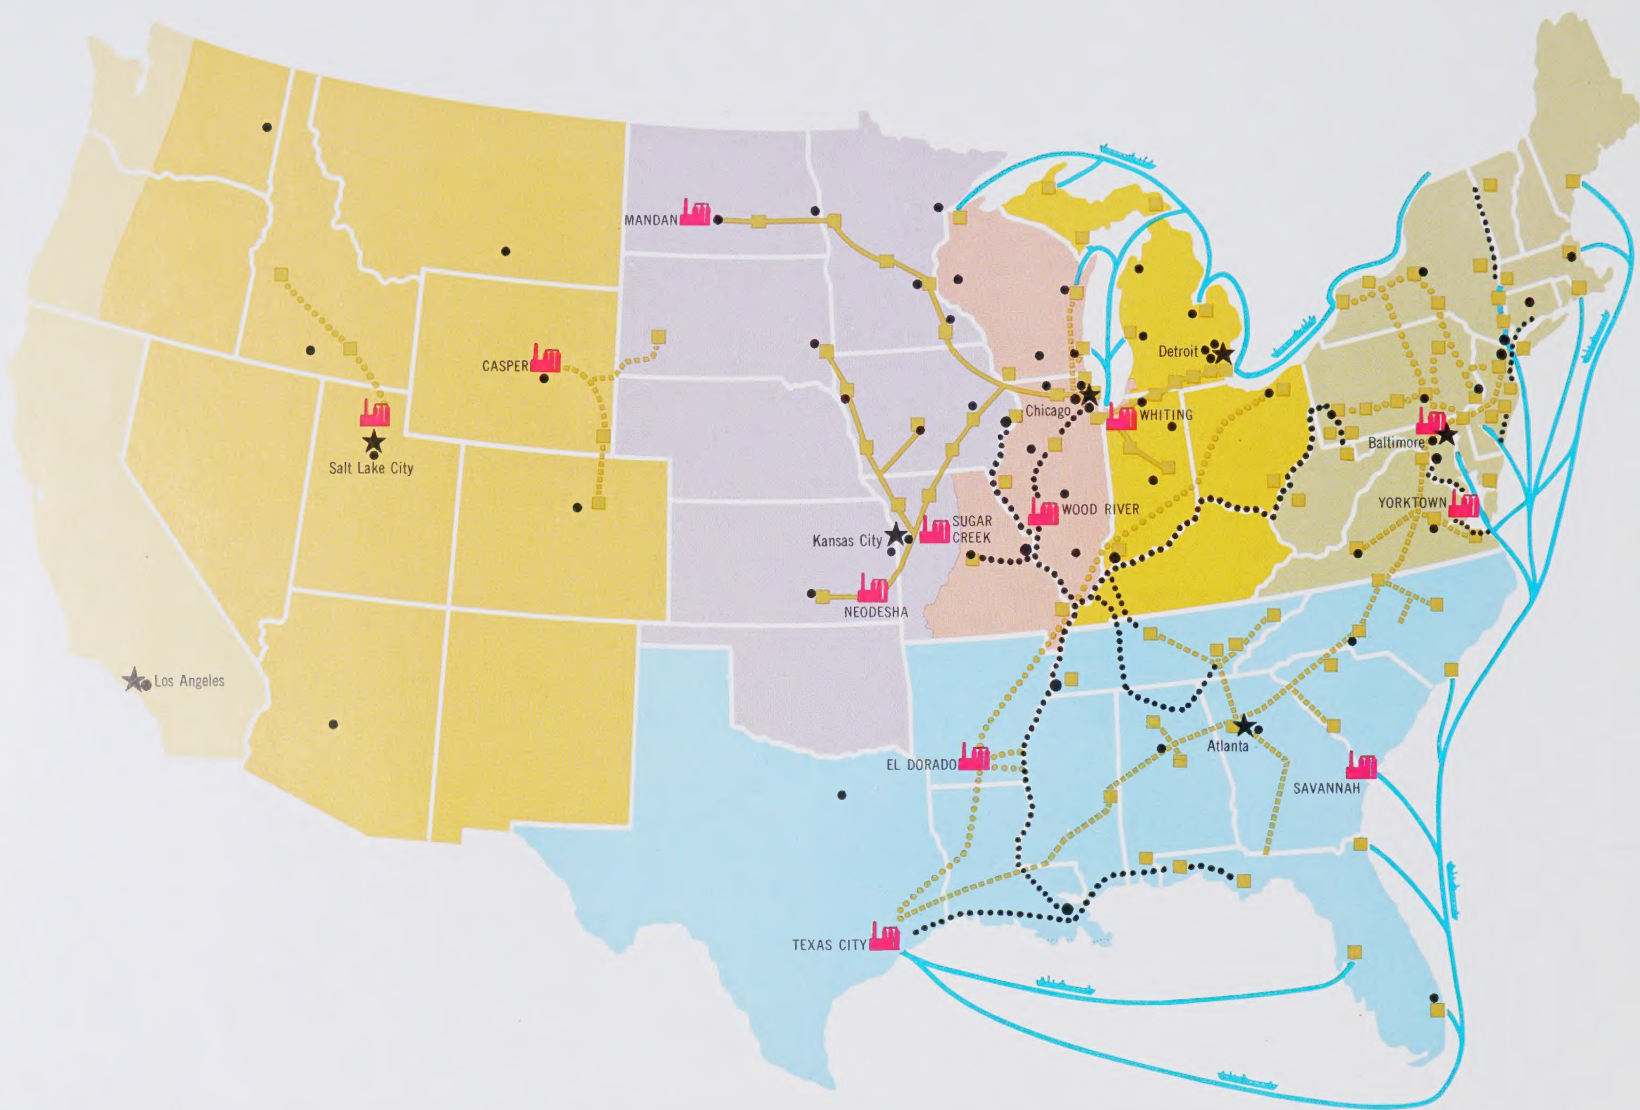 MANDAN
CASPER
Detroit
Chicago
WHITING
Salt Lake City
Baltimore
YORKTOWN
WOOD RIVER
SUGAR
CREEK
Kansas City
NEODESHA
Los Angeles
Atlanta
EL DORADO
SAVANNAH
TEXAS CITY